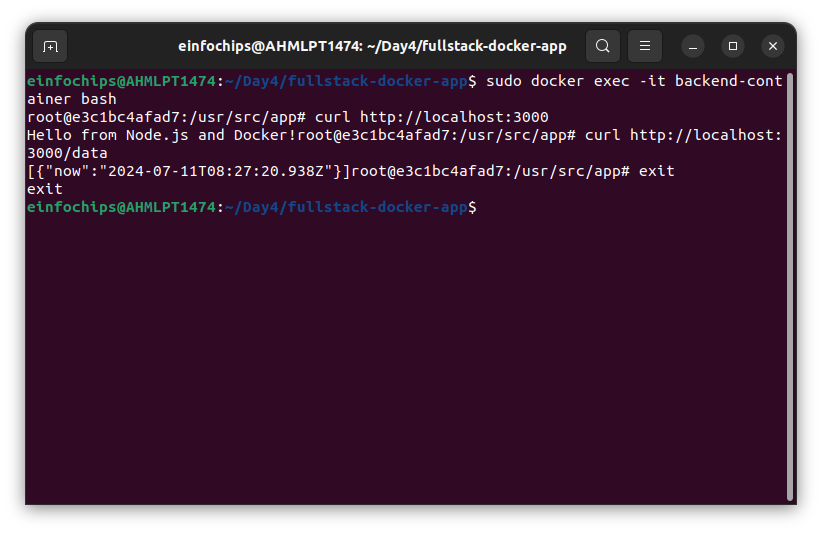 einfochips@AHMLPT1474: ~/Day4/fullstack-docker-app
einfochips@AHMLPT1474:~/Day4/fullstack-docker-app$ sudo docker exec -it backend-cont
ainer bash
root@e3c1bc4afad7:/usr/src/app# curl http://localhost:3000
Hello from Node.js and Docker!root@e3c1bc4afad7:/usr/src/app# curl http://localhost:
3000/data
[{"now":"2024-07-11T08:27:20.938Z"}]root@e3c1bc4afad7:/usr/src/app# exit
exit
einfochips@AHMLPT1474:~/Day4/fullstack-docker-app$